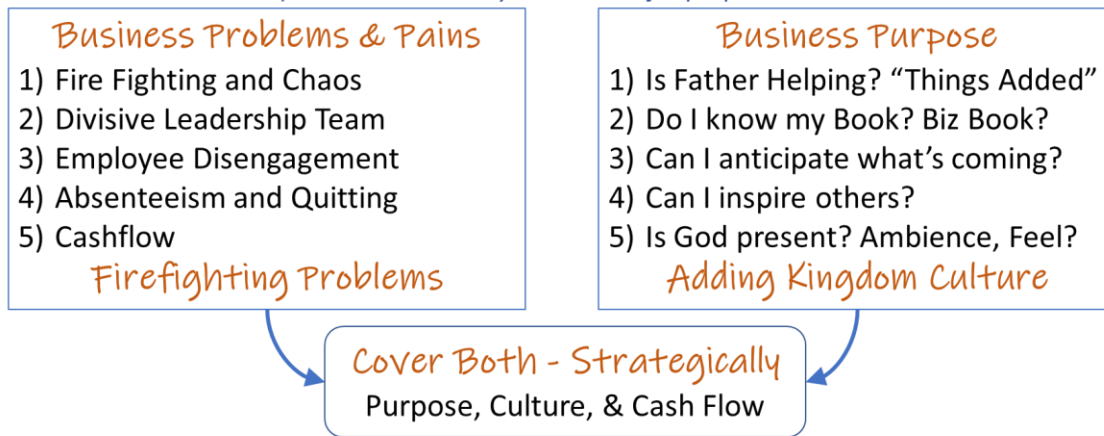 Business Problems & Pains
1) Fire Fighting and Chaos
2) Divisive Leadership Team
3) Employee Disengagement
4) Absenteeism and Quitting
5) Cashflow
Firefighting Problems
Business Purpose
1) Is Father Helping? “Things Added”
2) Do I know my Book? Biz Book?
3) Can I anticipate what’s coming?
4) Can I inspire others?
5) Is God present? Ambience, Feel?
Adding Kingdom Culture
Cover Both - Strategically
Purpose, Culture, & Cash Flow